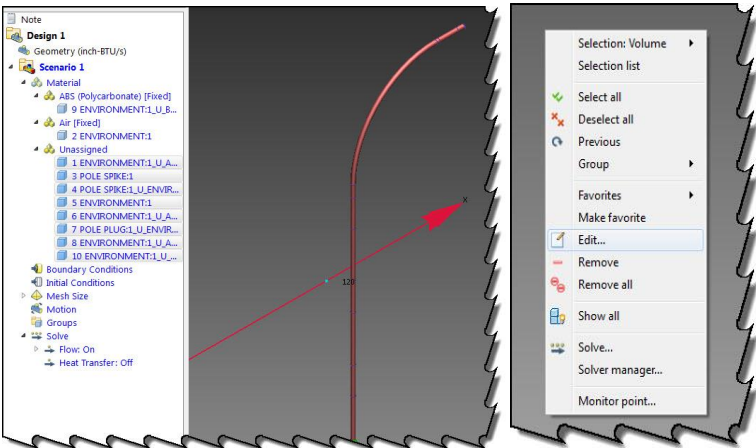 Note
Design 1
Geometry (inch-BTU/s)
Scenario 1
Material
ABS (Polycarbonate) [Fixed]
9 ENVIRONMENT:1_U_B...
Air [Fixed]
2 ENVIRONMENT:1
Unassigned
1 ENVIRONMENT:1_U_A...
3 POLE SPIKE:1
4 POLE SPIKE:1_U_ENVIR...
5 ENVIRONMENT:1
6 ENVIRONMENT:1_U_A...
7 POLE PLUG:1_U_ENVIR...
8 ENVIRONMENT:1_U_A...
10 ENVIRONMENT:1_U_...
Boundary Conditions
Initial Conditions
Mesh Size
Motion
Groups
Solve
Flow: On
Heat Transfer: Off
X
120
Selection: Volume
Selection list
Select all
Deselect all
Previous
Group
Favorites
Make favorite
Edit...
Remove
Remove all
Show all
Solve...
Solver manager...
Monitor point...